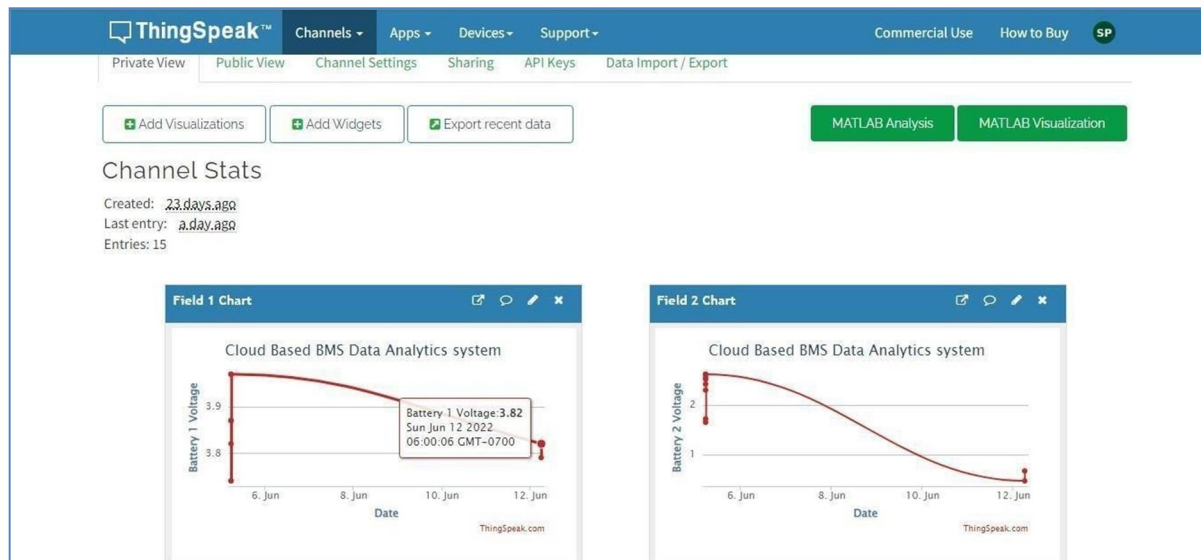 ThingSpeak™ Channels Apps Devices Support Commercial Use How to Buy SP
Private View Public View Channel Settings Sharing API Keys Data Import / Export
Add Visualizations Add Widgets Export recent data MATLAB Analysis MATLAB Visualization
Channel Stats
Created: 23 days ago
Last entry: a day ago
Entries: 15
Field 1 Chart
Cloud Based BMS Data Analytics system
Battery 1 Voltage
3.9
3.8
Battery 1 Voltage:3.82
Sun Jun 12 2022
06:00:06 GMT-0700
6. Jun 8. Jun 10. Jun 12. Jun
Date
ThingSpeak.com
Field 2 Chart
Cloud Based BMS Data Analytics system
Battery 2 Voltage
2
1
6. Jun 8. Jun 10. Jun 12. Jun
Date
ThingSpeak.com